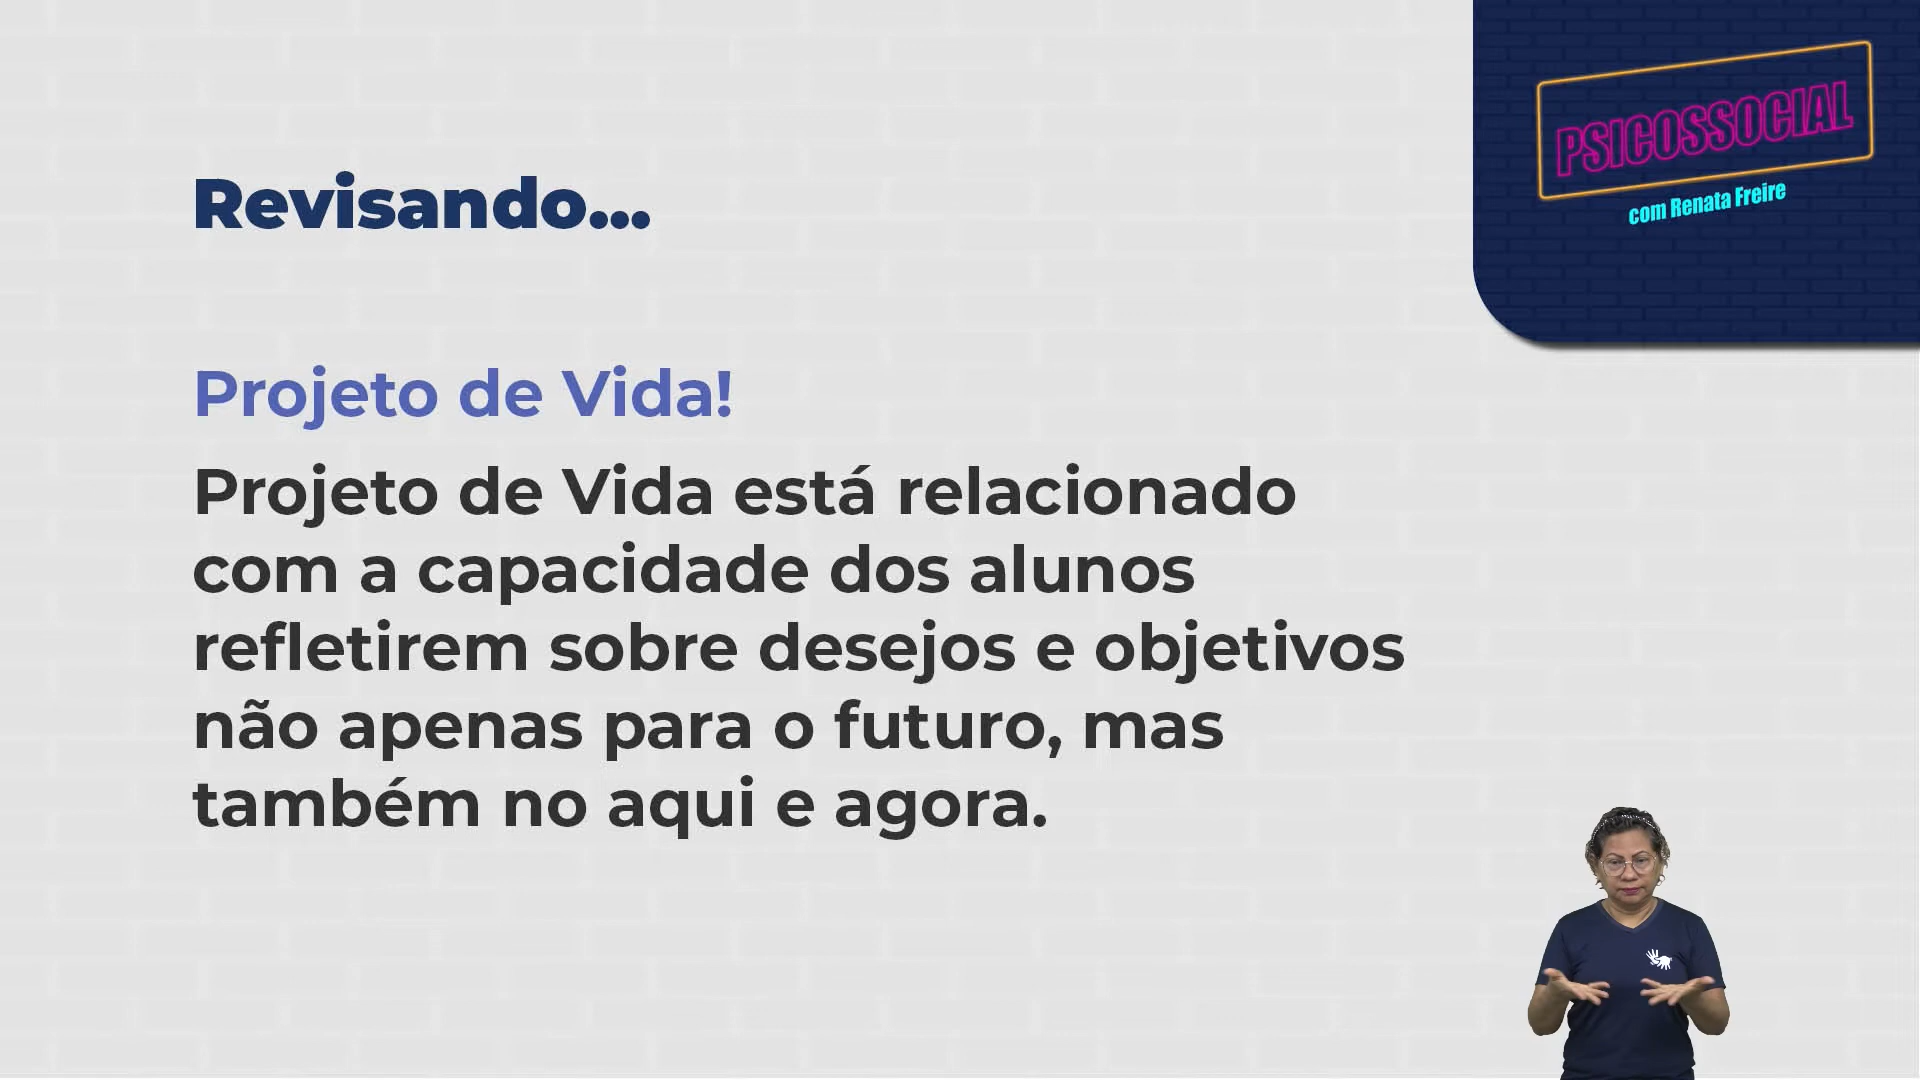 PSICOSSOCIAL
com Renata Freire
Revisando...
Projeto de Vida!
Projeto de Vida está relacionado
com a capacidade dos alunos
refletirem sobre desejos e objetivos
não apenas para o futuro, mas
também no aqui e agora.